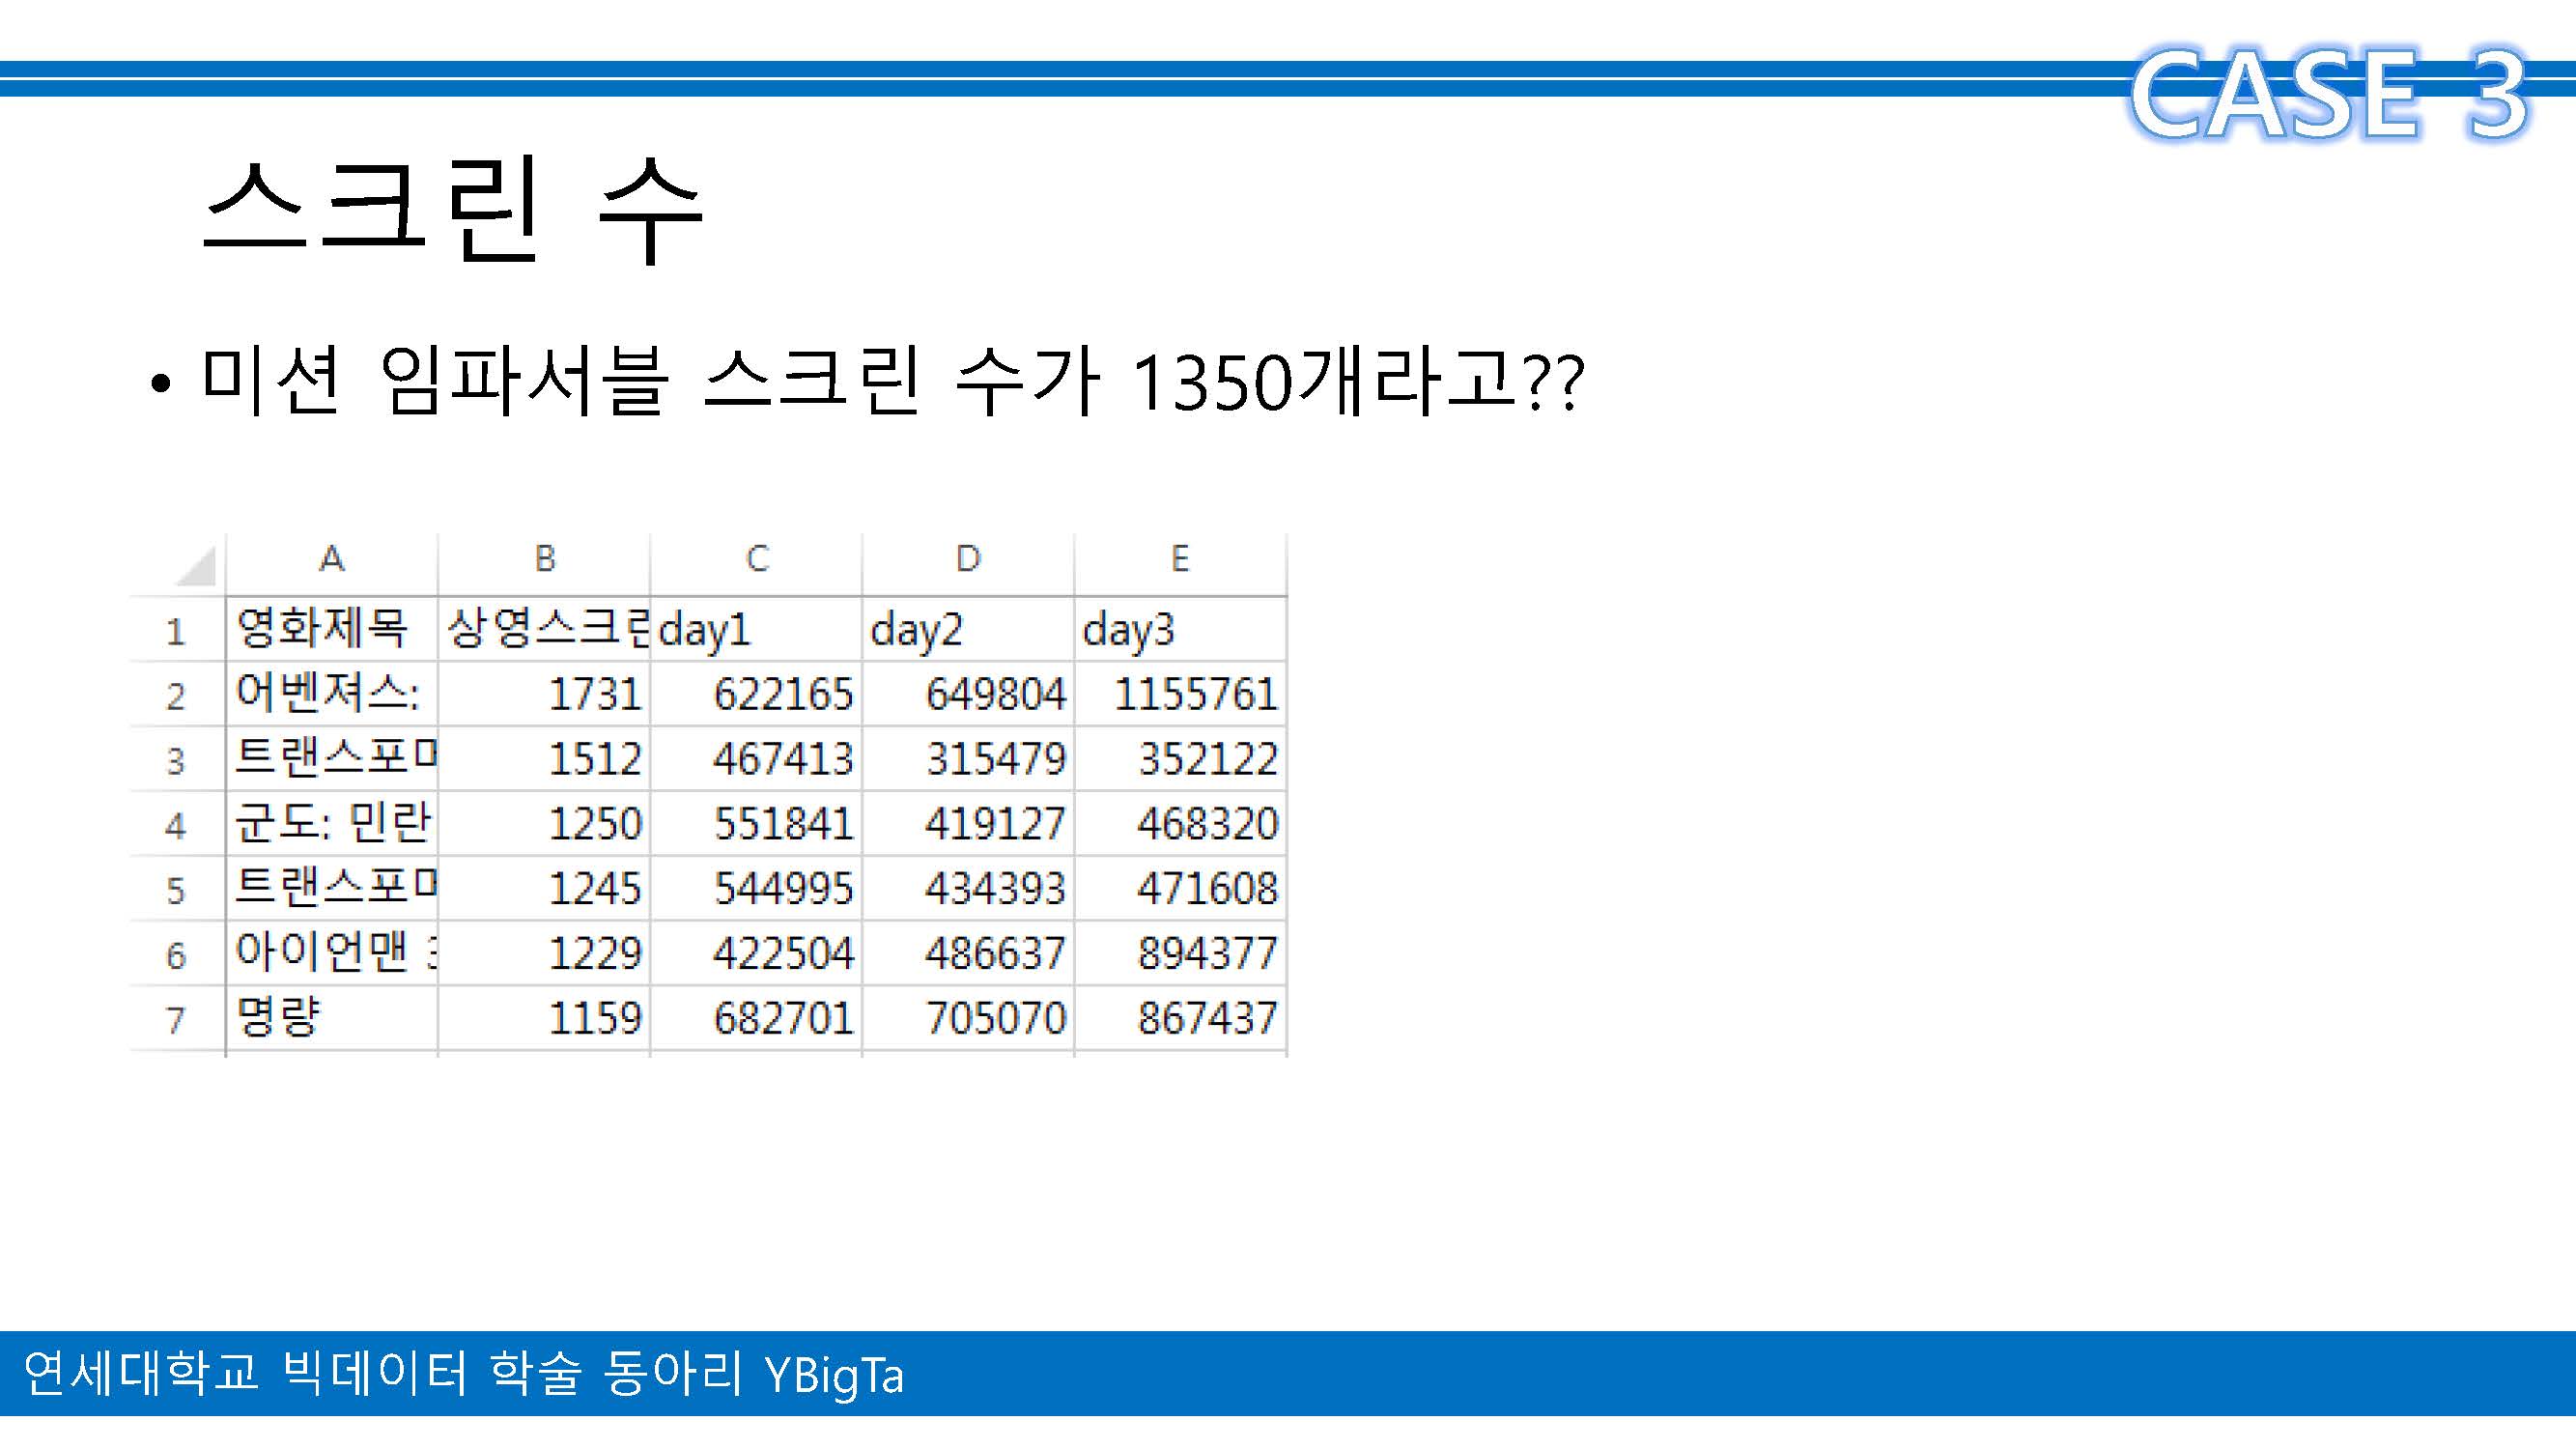 CASE 3
스크린 수
• 미션 임파서블 스크린 수가 1350개라고??
A B C D E
1 영화제목 상영스크린 day1 day2 day3
2 어벤져스: 1731 622165 649804 1155761
3 트랜스포머 1512 467413 315479 352122
4 군도: 민란 1250 551841 419127 468320
5 트랜스포머 1245 544995 434393 471608
6 아이언맨 3 1229 422504 486637 894377
7 명량 1159 682701 705070 867437
연세대학교 빅데이터 학술 동아리 YBigTa